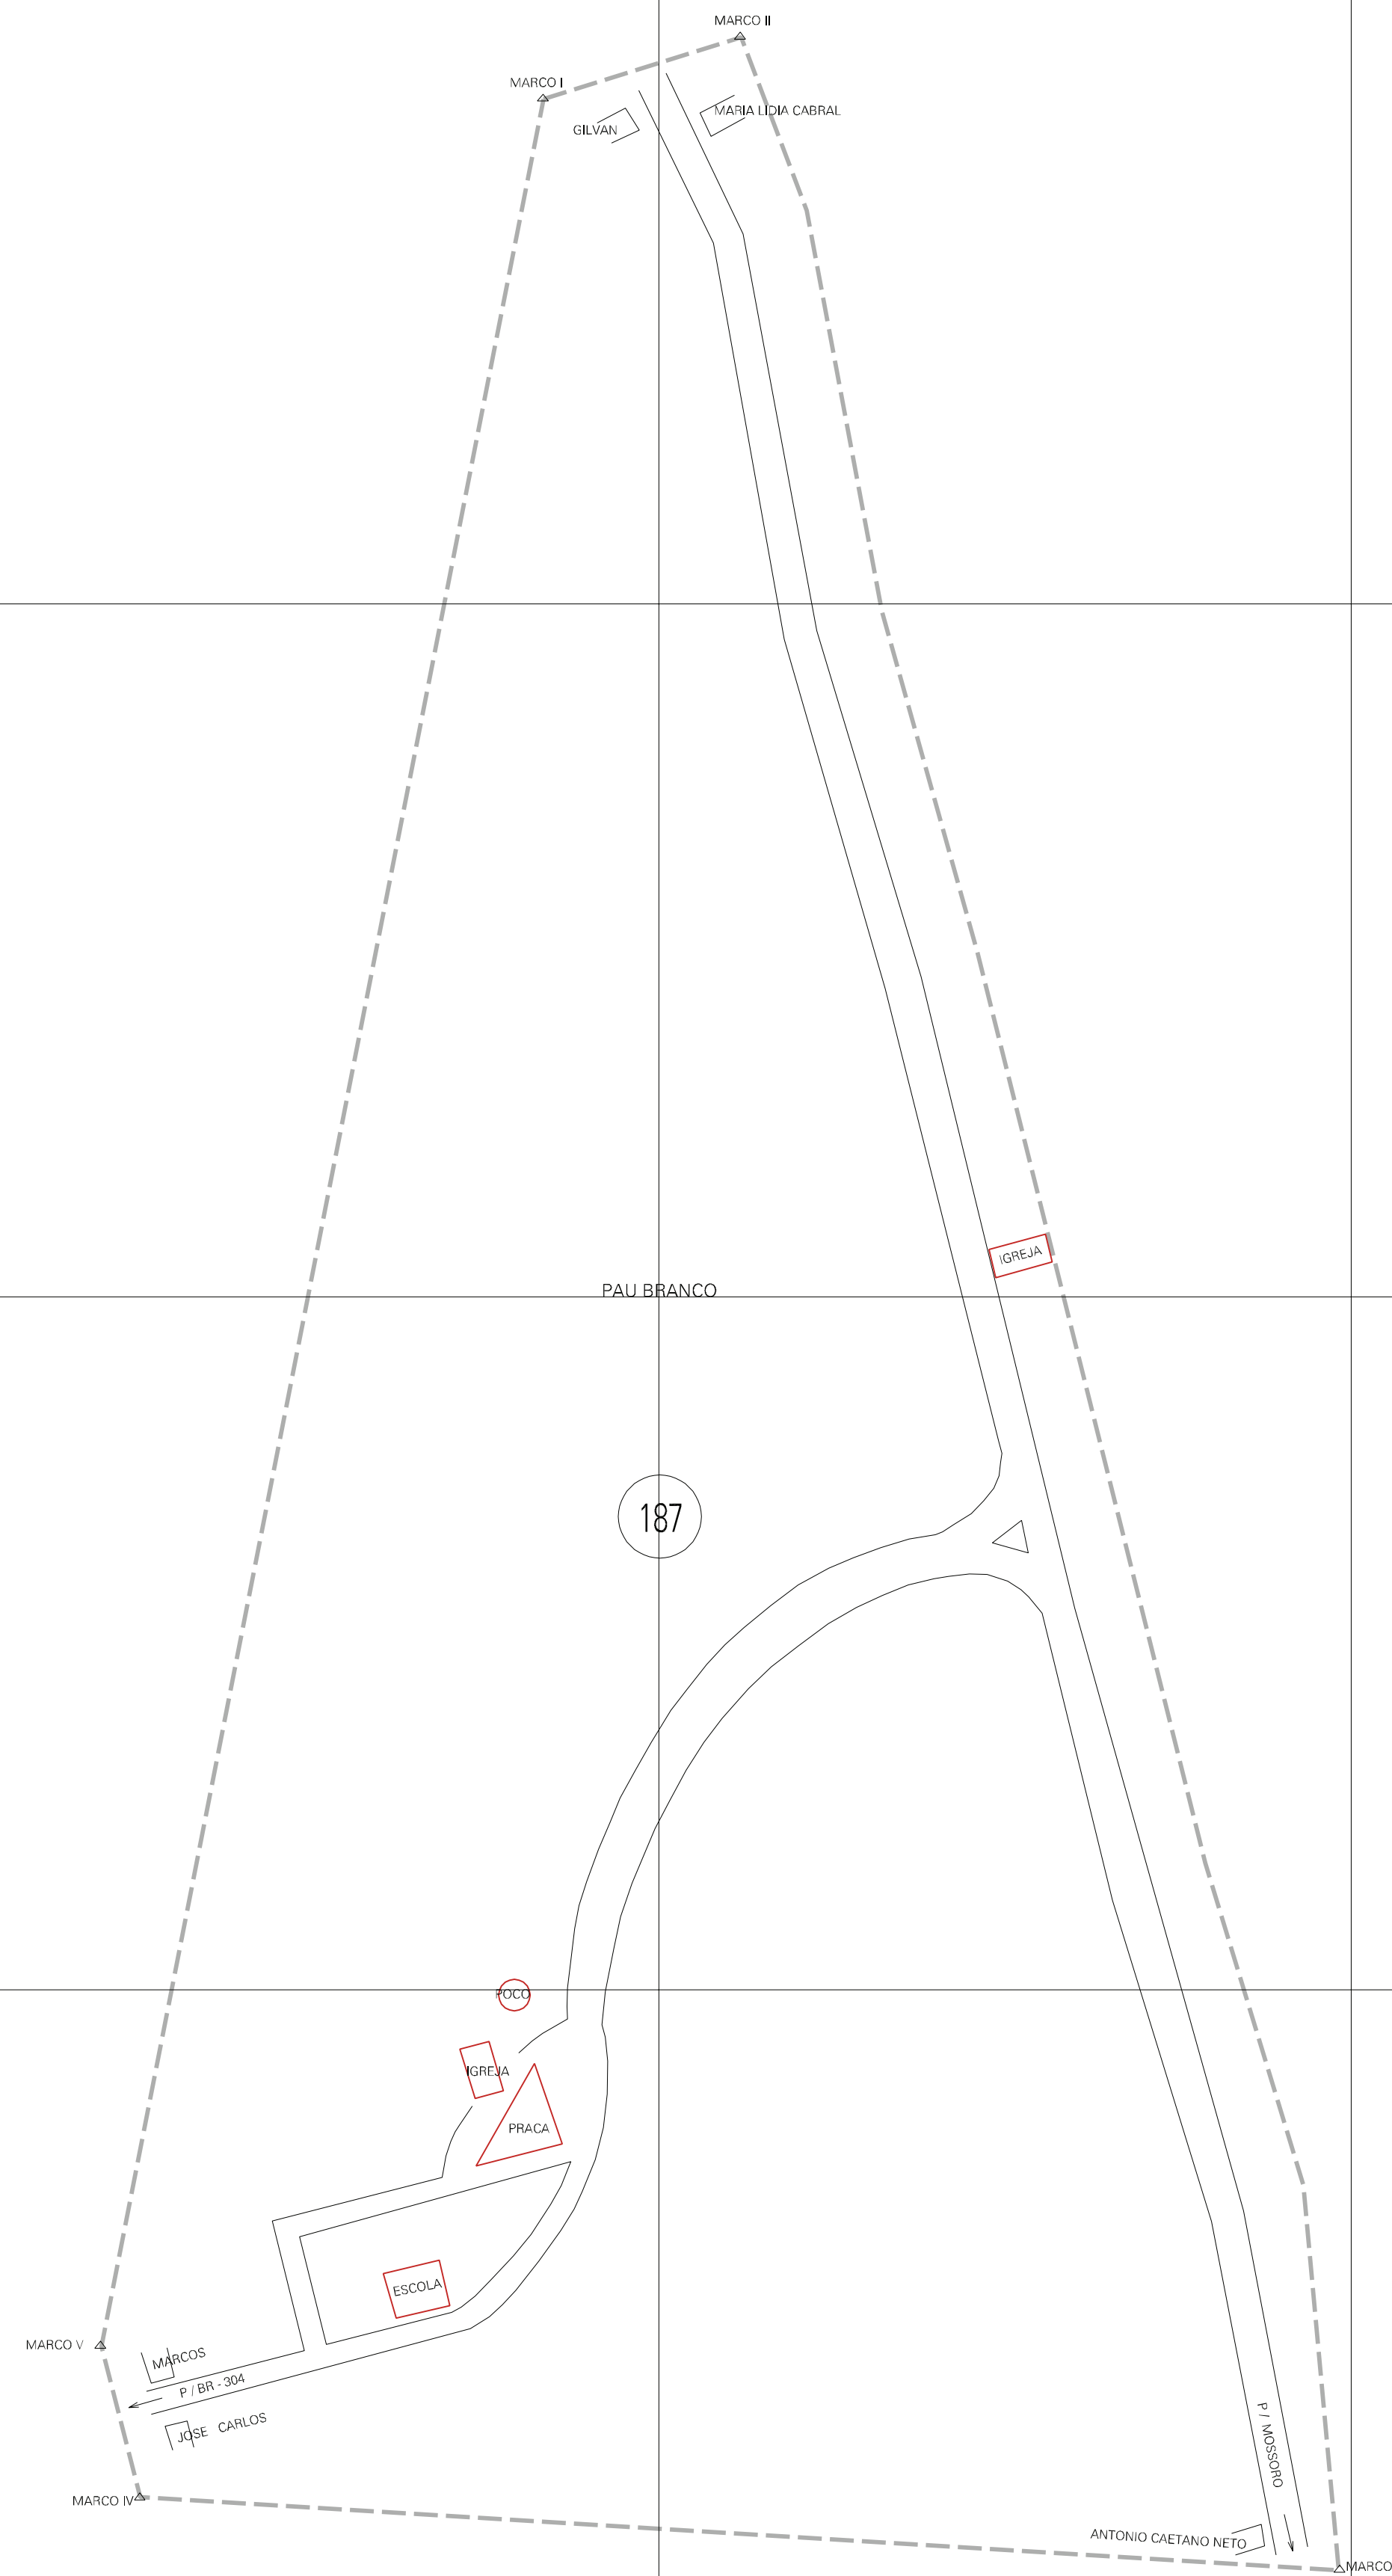 MARCO II
MARCO I
MARIA LIDIA CABRAL
GILVAN
IGREJA
PAU BRANCO
187
POCO
IGREJA
PRACA
ESCOLA
MARCO V
MARCOS
P / BR - 304
JOSE CARLOS
P / MOSSORO
MARCO IV
ANTONIO CAETANO NETO
MARCO